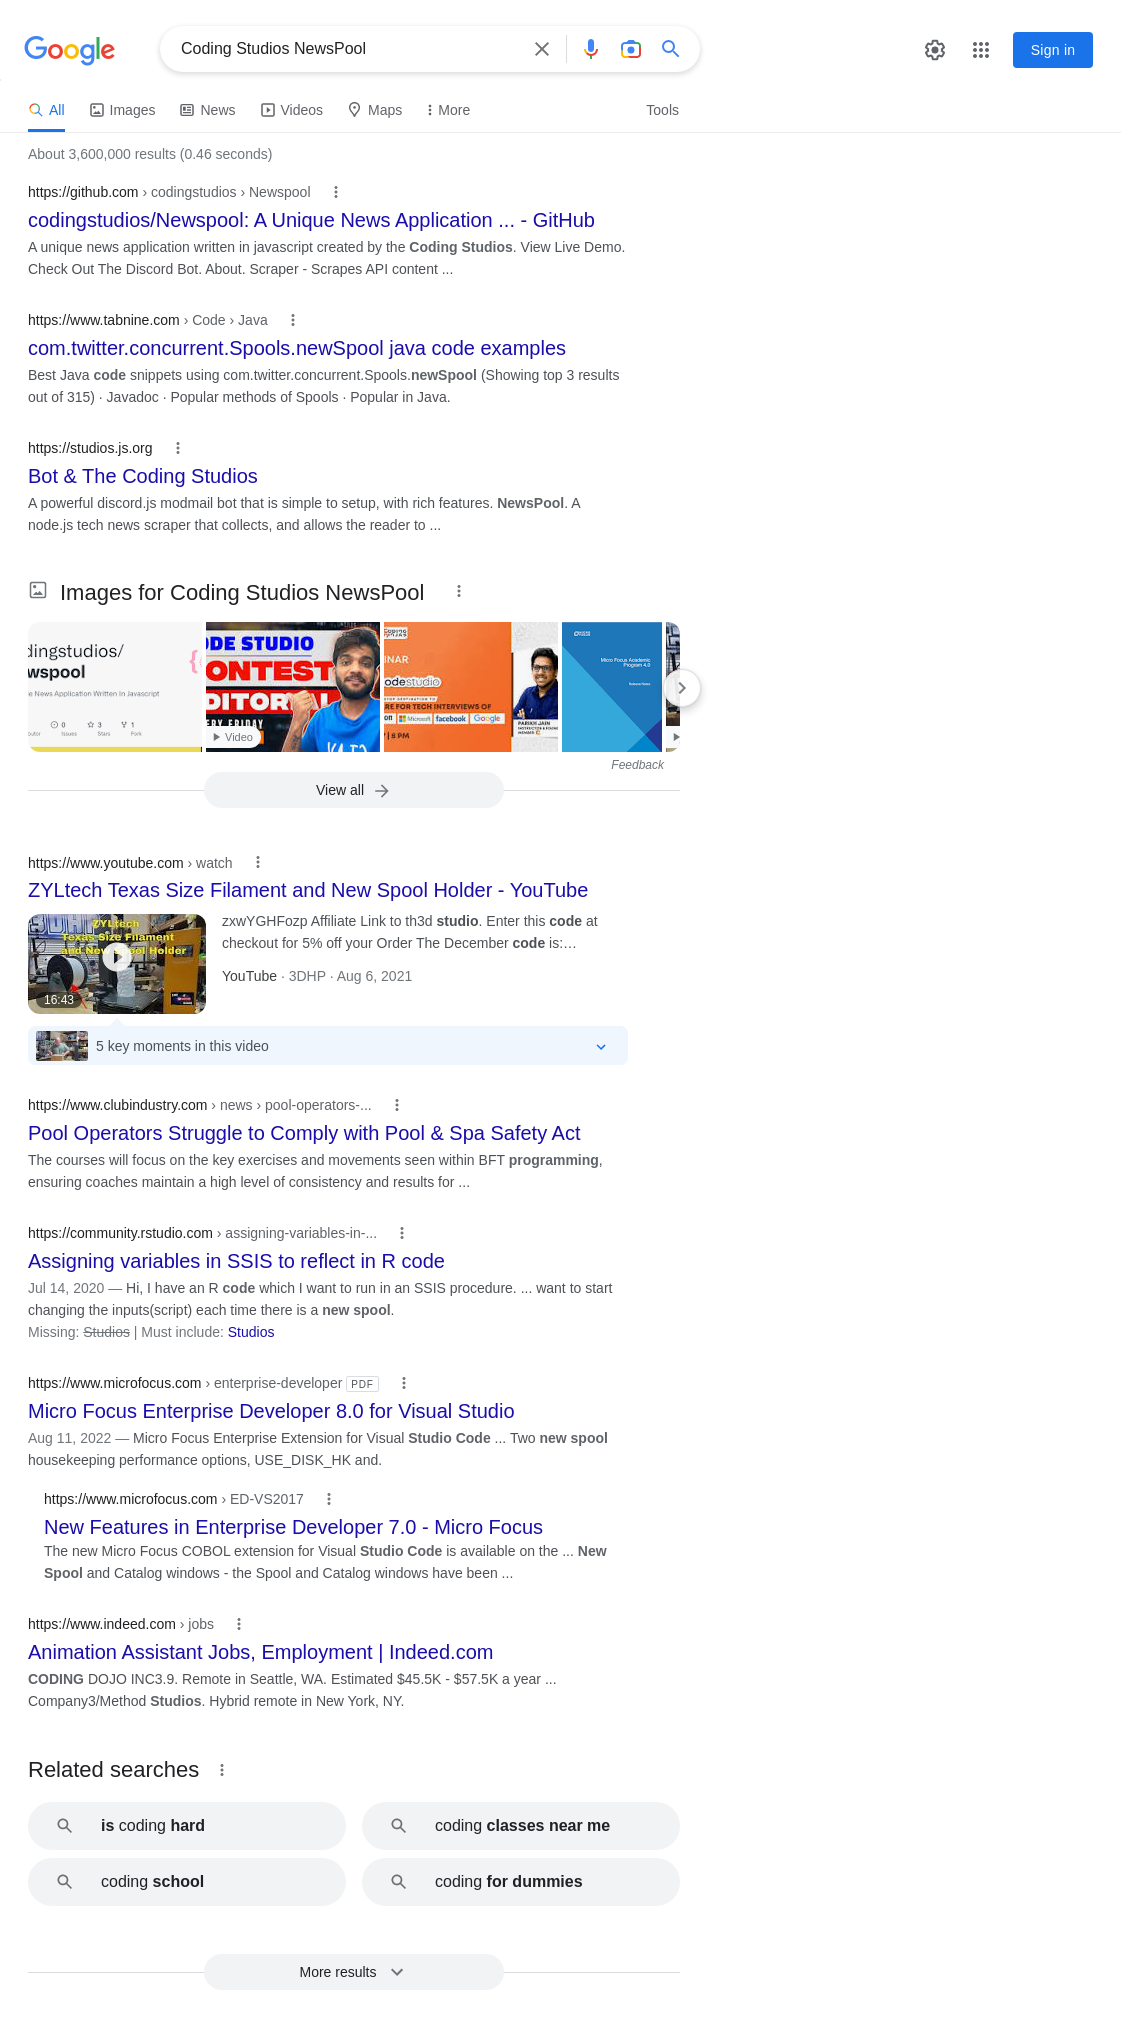 Google
Coding Studios NewsPool
Sign in
All
Images
News
Videos
Maps
More
Tools
About 3,600,000 results (0.46 seconds)
https://github.com › codingstudios › Newspool
codingstudios/Newspool: A Unique News Application ... - GitHub
A unique news application written in javascript created by the Coding Studios. View Live Demo.
Check Out The Discord Bot. About. Scraper - Scrapes API content ...
https://www.tabnine.com › Code › Java
com.twitter.concurrent.Spools.newSpool java code examples
Best Java code snippets using com.twitter.concurrent.Spools.newSpool (Showing top 3 results
out of 315) · Javadoc · Popular methods of Spools · Popular in Java.
https://studios.js.org
Bot & The Coding Studios
A powerful discord.js modmail bot that is simple to setup, with rich features. NewsPool. A
node.js tech news scraper that collects, and allows the reader to ...
Images for Coding Studios NewsPool
dingstudios/
wspool
e News Application Written In Javascript
0
3
1
Issues
Stars
Fork
ODE STUDIO
ONTEST
DITORIAL
RY FRIDAY
Video
CODING
NINJAS
INAR
odestudio
RE FOR TECH INTERVIEWS OF
on Microsoft facebook Google
| 8 PM
PARIKH JAIN
Micro Focus Academic
Program 4.0
Release Notes
Feedback
View all
https://www.youtube.com › watch
ZYLtech Texas Size Filament and New Spool Holder - YouTube
3DHP
ZYLtech
Texas Size Filament
and New Spool Holder
16:43
zxwYGHFozp Affiliate Link to th3d studio. Enter this code at
checkout for 5% off your Order The December code is:…
YouTube · 3DHP · Aug 6, 2021
5 key moments in this video
https://www.clubindustry.com › news › pool-operators-...
Pool Operators Struggle to Comply with Pool & Spa Safety Act
The courses will focus on the key exercises and movements seen within BFT programming,
ensuring coaches maintain a high level of consistency and results for ...
https://community.rstudio.com › assigning-variables-in-...
Assigning variables in SSIS to reflect in R code
Jul 14, 2020 — Hi, I have an R code which I want to run in an SSIS procedure. ... want to start
changing the inputs(script) each time there is a new spool.
Missing: Studios | Must include: Studios
https://www.microfocus.com › enterprise-developer PDF
Micro Focus Enterprise Developer 8.0 for Visual Studio
Aug 11, 2022 — Micro Focus Enterprise Extension for Visual Studio Code ... Two new spool
housekeeping performance options, USE_DISK_HK and.
https://www.microfocus.com › ED-VS2017
New Features in Enterprise Developer 7.0 - Micro Focus
The new Micro Focus COBOL extension for Visual Studio Code is available on the ... New
Spool and Catalog windows - the Spool and Catalog windows have been ...
https://www.indeed.com › jobs
Animation Assistant Jobs, Employment | Indeed.com
CODING DOJO INC3.9. Remote in Seattle, WA. Estimated $45.5K - $57.5K a year ...
Company3/Method Studios. Hybrid remote in New York, NY.
Related searches
is coding hard
coding classes near me
coding school
coding for dummies
More results